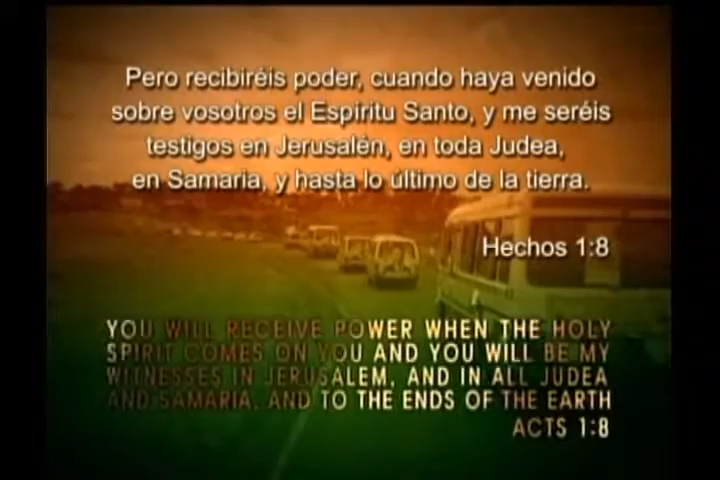 Pero recibiréis poder, cuando haya venido
sobre vosotros el Espíritu Santo, y me seréis
testigos en Jerusalén, en toda Judea,
en Samaria, y hasta lo último de la tierra.
Hechos 1:8
YOU WILL RECEIVE POWER WHEN THE HOLY
SPIRIT COMES ON YOU AND YOU WILL BE MY
WITNESSES IN JERUSALEM, AND IN ALL JUDEA
AND SAMARIA, AND TO THE ENDS OF THE EARTH
ACTS 1:8